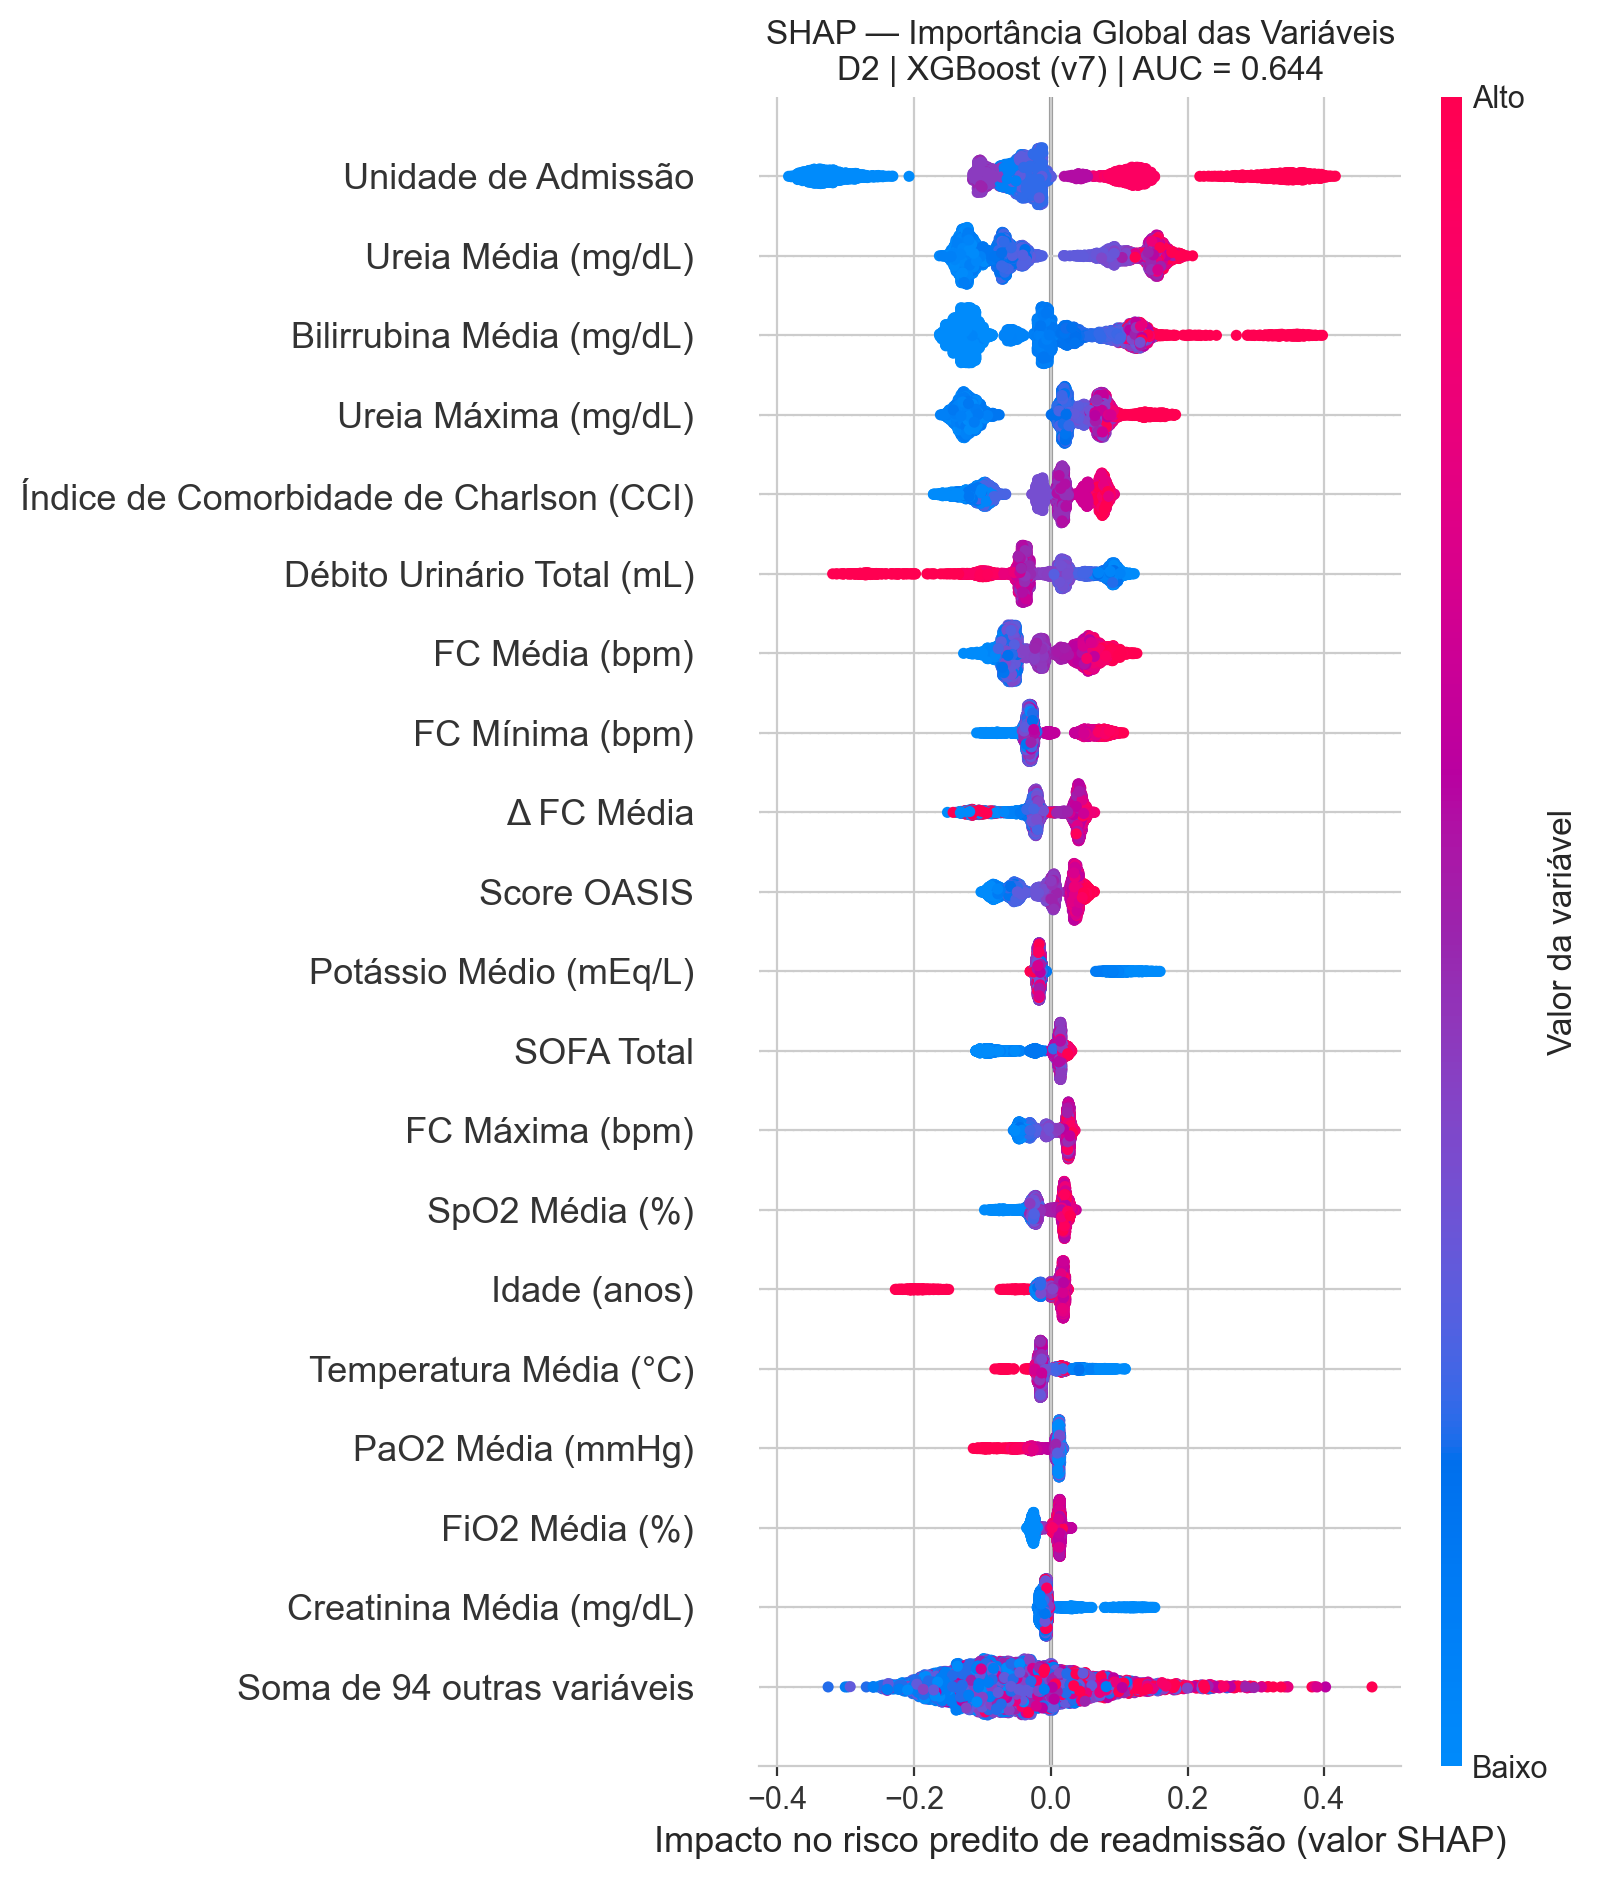 SHAP — Importância Global das Variáveis
D2 | XGBoost (v7) | AUC = 0.644
Alto
Unidade de Admissão
Ureia Média (mg/dL)
Bilirrubina Média (mg/dL)
Ureia Máxima (mg/dL)
Índice de Comorbidade de Charlson (CCI)
Débito Urinário Total (mL)
FC Média (bpm)
FC Mínima (bpm)
Δ FC Média
Score OASIS
Potássio Médio (mEq/L)
SOFA Total
FC Máxima (bpm)
SpO2 Média (%)
Idade (anos)
Temperatura Média (°C)
PaO2 Média (mmHg)
FiO2 Média (%)
Creatinina Média (mg/dL)
Soma de 94 outras variáveis
Valor da variável
Baixo
−0.4 −0.2 0.0 0.2 0.4
Impacto no risco predito de readmissão (valor SHAP)